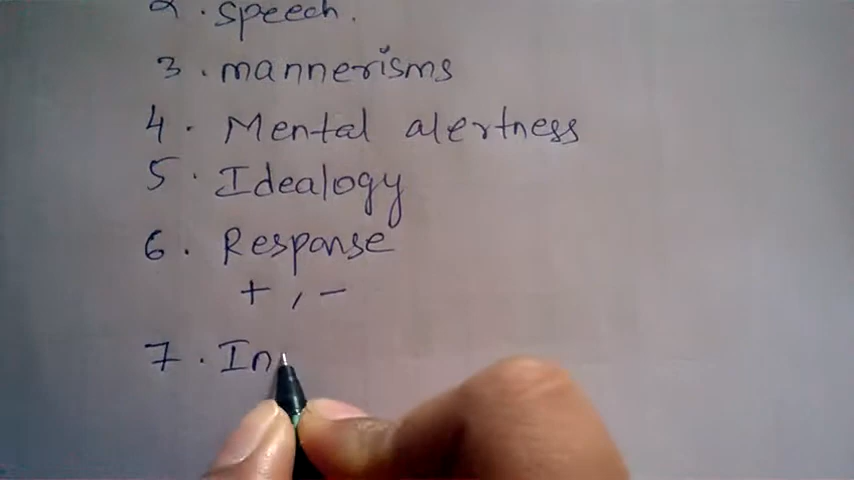 2 . speech.
3 . mannerisms
4 . Mental alertness
5 . Idealogy
6 . Response
+ , -
7 . In